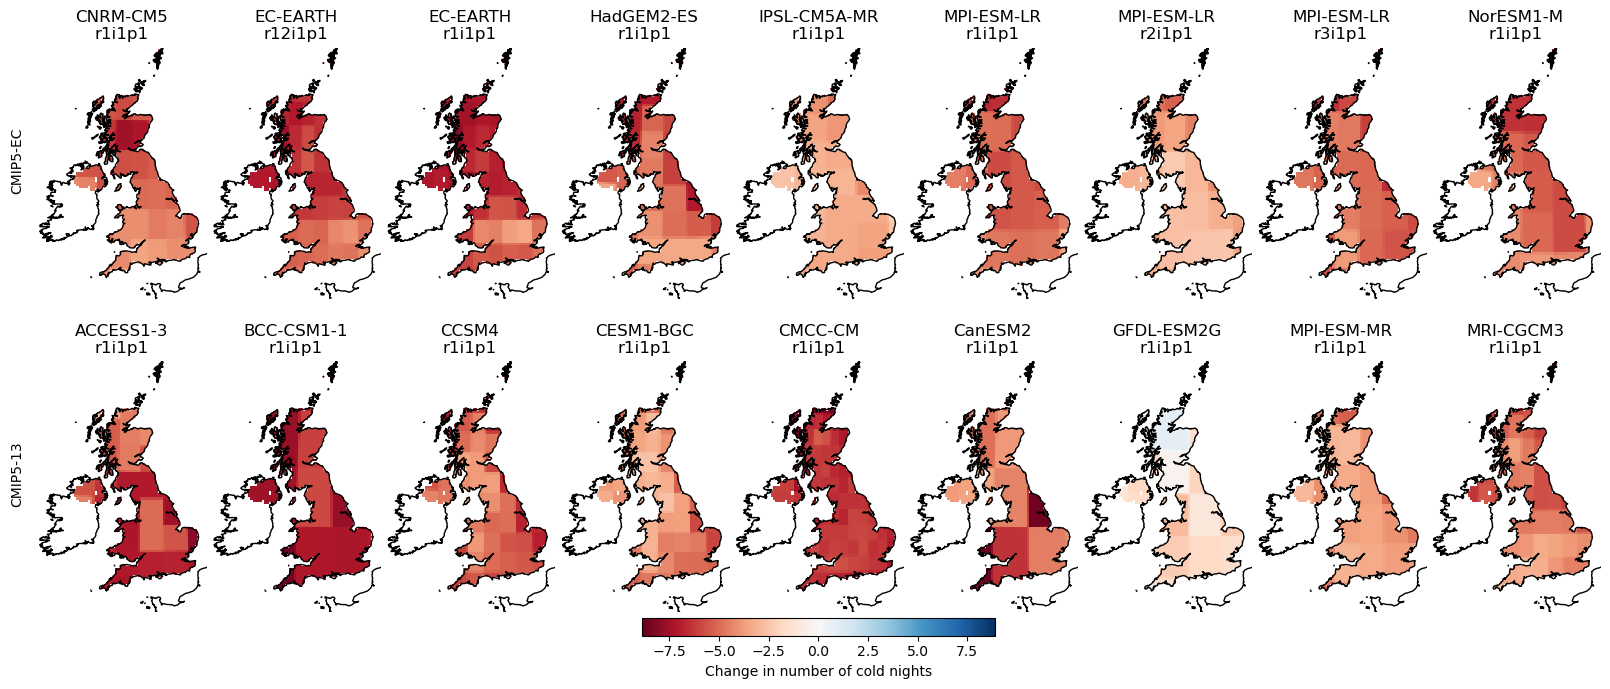 CNRM-CM5 EC-EARTH EC-EARTH HadGEM2-ES IPSL-CM5A-MR MPI-ESM-LR MPI-ESM-LR MPI-ESM-LR NorESM1-M
r1i1p1 r12i1p1 r1i1p1 r1i1p1 r1i1p1 r1i1p1 r2i1p1 r3i1p1 r1i1p1
CMIP5-EC
ACCESS1-3 BCC-CSM1-1 CCSM4 CESM1-BGC CMCC-CM CanESM2 GFDL-ESM2G MPI-ESM-MR MRI-CGCM3
r1i1p1 r1i1p1 r1i1p1 r1i1p1 r1i1p1 r1i1p1 r1i1p1 r1i1p1 r1i1p1
CMIP5-13
−7.5 −5.0 −2.5 0.0 2.5 5.0 7.5
Change in number of cold nights